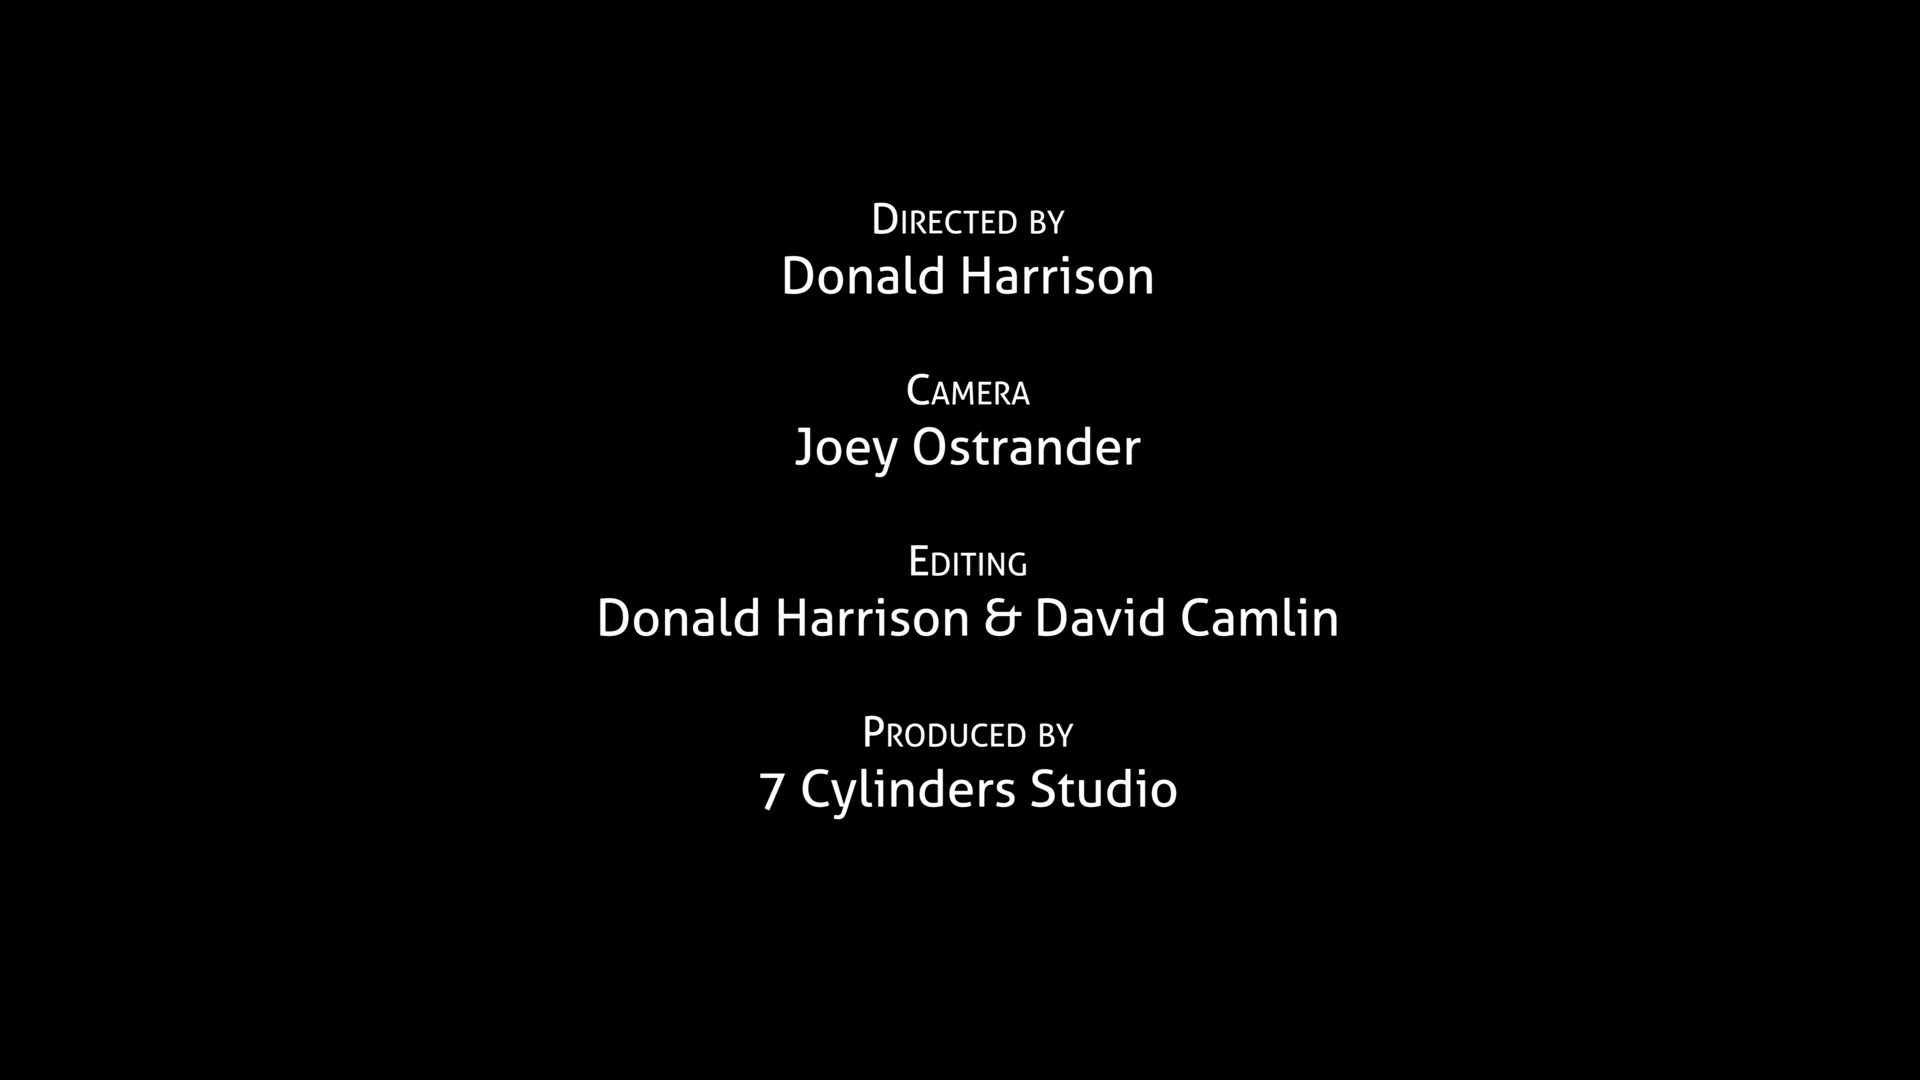 Directed by
Donald Harrison
Camera
Joey Ostrander
Editing
Donald Harrison & David Camlin
Produced by
7 Cylinders Studio